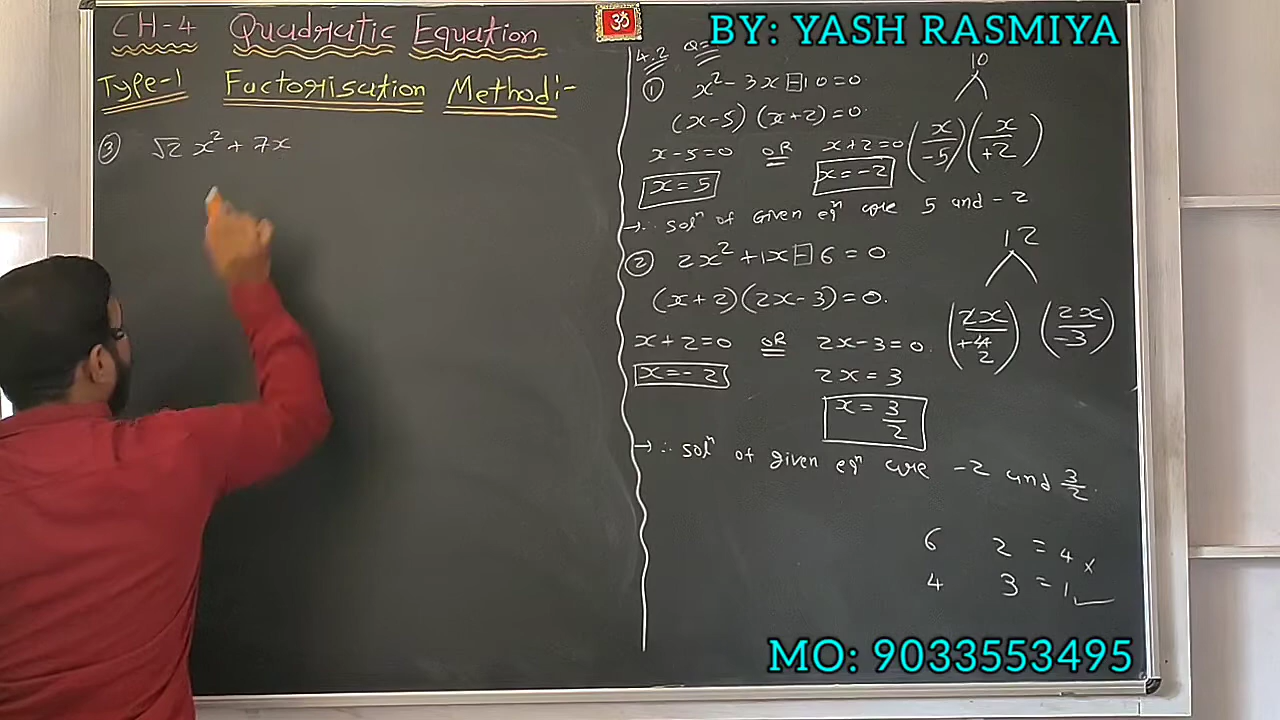 BY: YASH RASMIYA
ॐ
CH-4 Quadratic Equation
Type-1 Factorisation Method:-
③ √2 x² + 7x
4.2 Q=
① x² - 3x - 10 = 0
(x-5) (x+2) = 0
x-5=0 OR x+2=0
x = 5 x = -2
→ ∴ solⁿ of given eqⁿ are 5 and -2
10
(x/-5) (x/+2)
② 2x² + 1x - 6 = 0
(x+2) (2x-3) = 0.
x+2=0 OR 2x-3=0.
x = -2 2x = 3
x = 3/2
→ ∴ solⁿ of given eqⁿ are -2 and 3/2.
12
(2x/+4 2) (2x/-3)
6 2 = 4 ×
4 3 = 1 ✓
MO: 9033553495